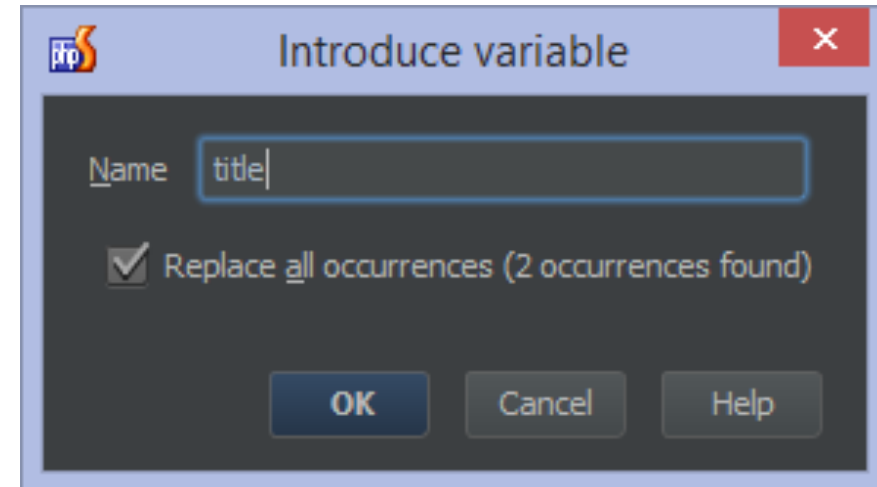 php Introduce variable
Name title
Replace all occurrences (2 occurrences found)
OK Cancel Help